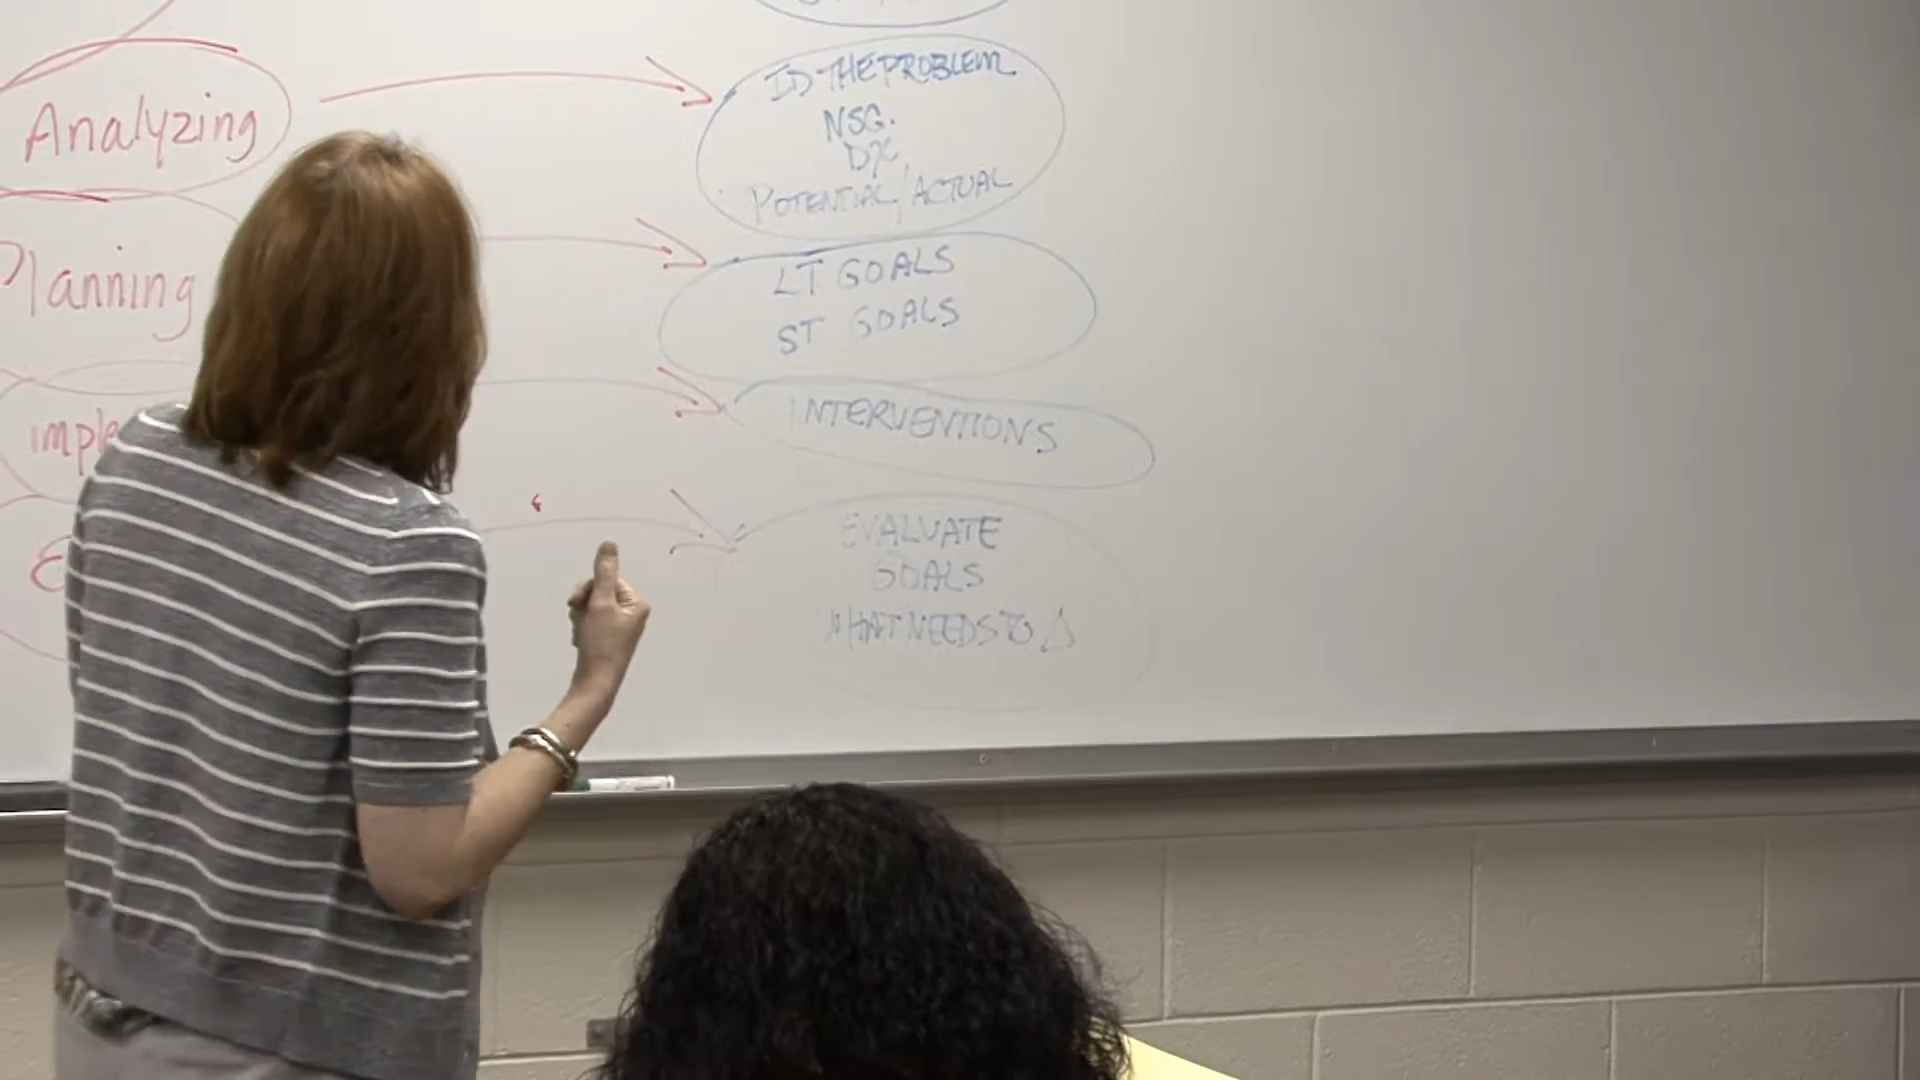 Analyzing
ID THE PROBLEM
NSG.
DX
POTENTIAL/ACTUAL
Planning
LT GOALS
ST GOALS
INTERVENTIONS
EVALUATE
GOALS
WHAT NEEDS TO Δ